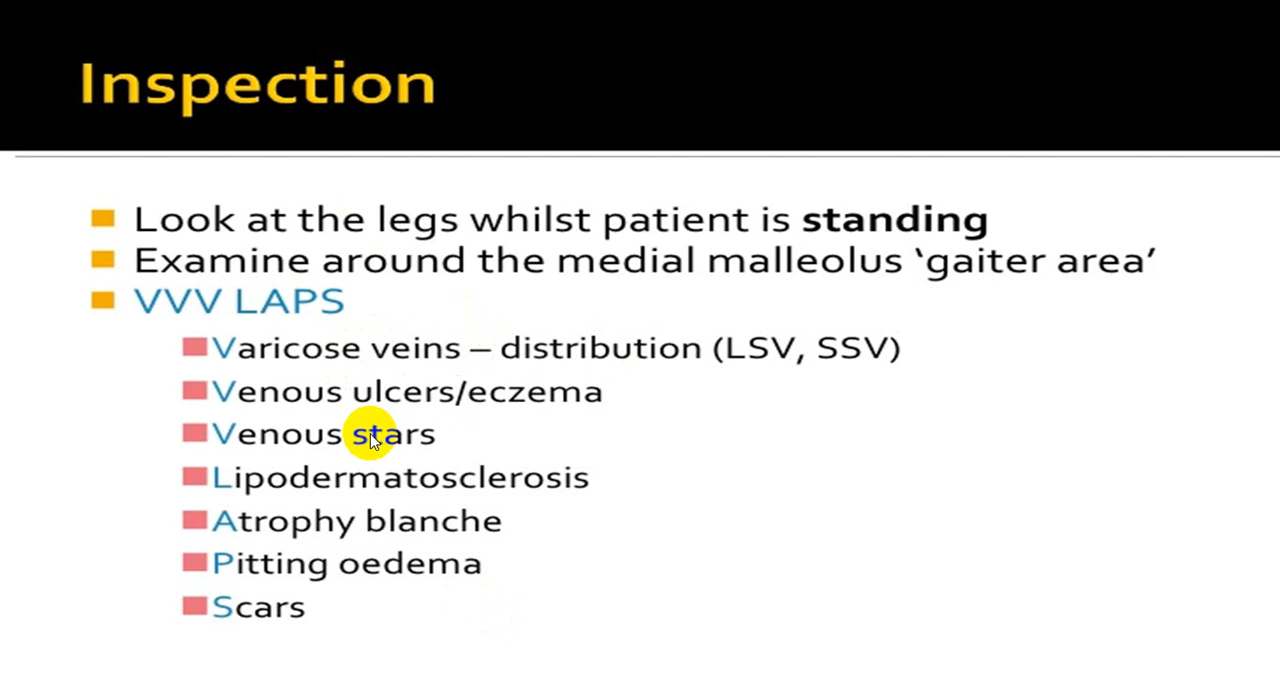 Inspection
Look at the legs whilst patient is standing
Examine around the medial malleolus ‘gaiter area’
VVV LAPS
Varicose veins – distribution (LSV, SSV)
Venous ulcers/eczema
Venous stars
Lipodermatosclerosis
Atrophy blanche
Pitting oedema
Scars